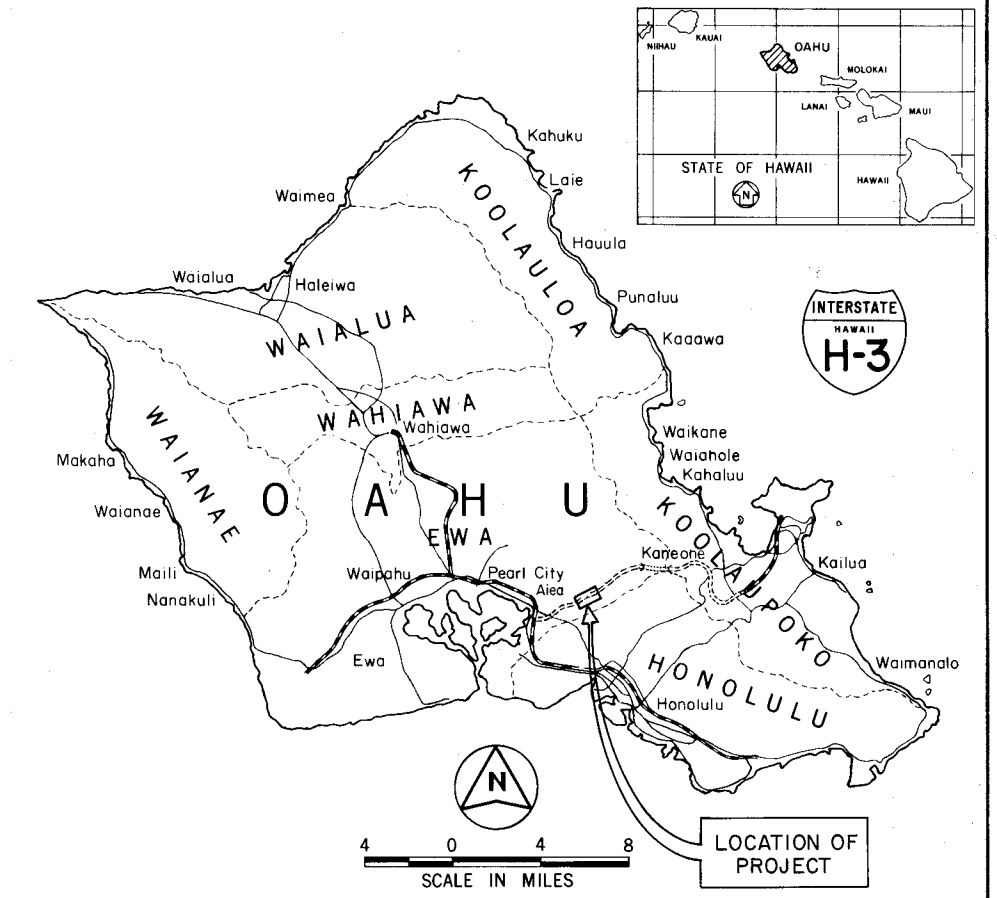 NIIHAU
KAUAI
OAHU
MOLOKAI
LANAI
MAUI
HAWAII
STATE OF HAWAII
N
INTERSTATE
HAWAII
H-3
Kahuku
Laie
Waimea
KOOLAULOA
Hauula
Waialua
Haleiwa
Punaluu
WAIALUA
Kaaawa
WAHIAWA
Wahiawa
WAIANAE
Waikane
Waiahole
Makaha
Kahaluu
OAHU
Waianae
KOOLAUPOKO
EWA
Kaneone
Kailua
Maili
Waipahu
Pearl City
Aiea
Nanakuli
Ewa
HONOLULU
Waimanalo
Honolulu
N
4 0 4 8
SCALE IN MILES
LOCATION OF
PROJECT